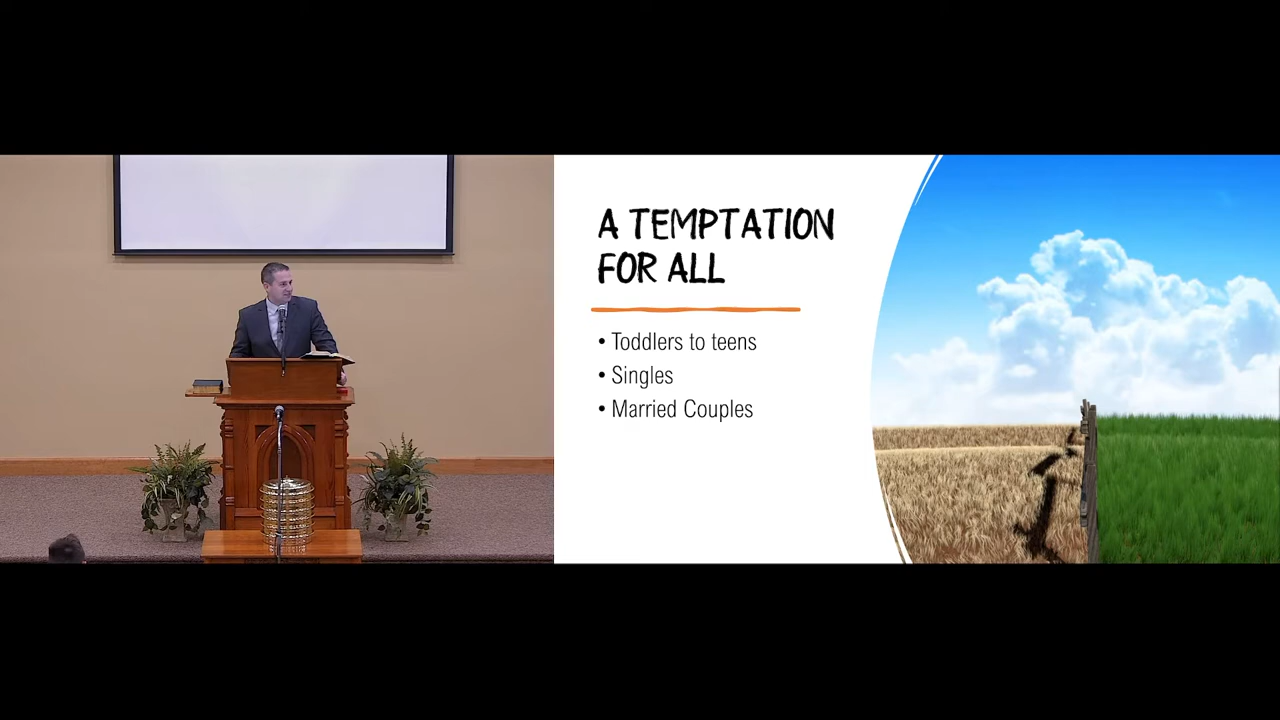 A TEMPTATION
FOR ALL
• Toddlers to teens
• Singles
• Married Couples